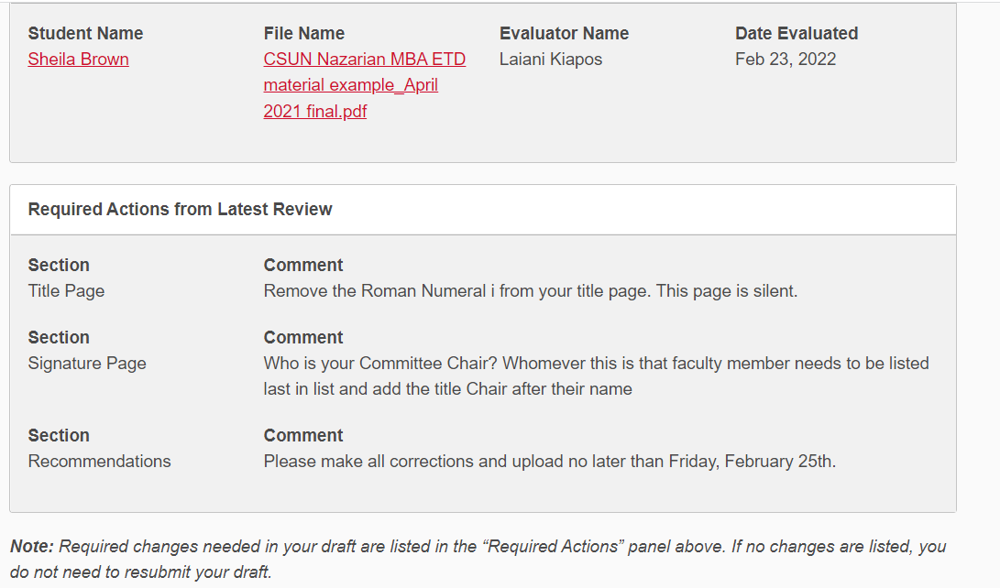 Student Name
File Name
Evaluator Name
Date Evaluated
Sheila Brown
CSUN Nazarian MBA ETD
material example_April
2021 final.pdf
Laiani Kiapos
Feb 23, 2022
Required Actions from Latest Review
Section
Comment
Title Page
Remove the Roman Numeral i from your title page. This page is silent.
Section
Comment
Signature Page
Who is your Committee Chair? Whomever this is that faculty member needs to be listed
last in list and add the title Chair after their name
Section
Comment
Recommendations
Please make all corrections and upload no later than Friday, February 25th.
Note: Required changes needed in your draft are listed in the “Required Actions” panel above. If no changes are listed, you
do not need to resubmit your draft.